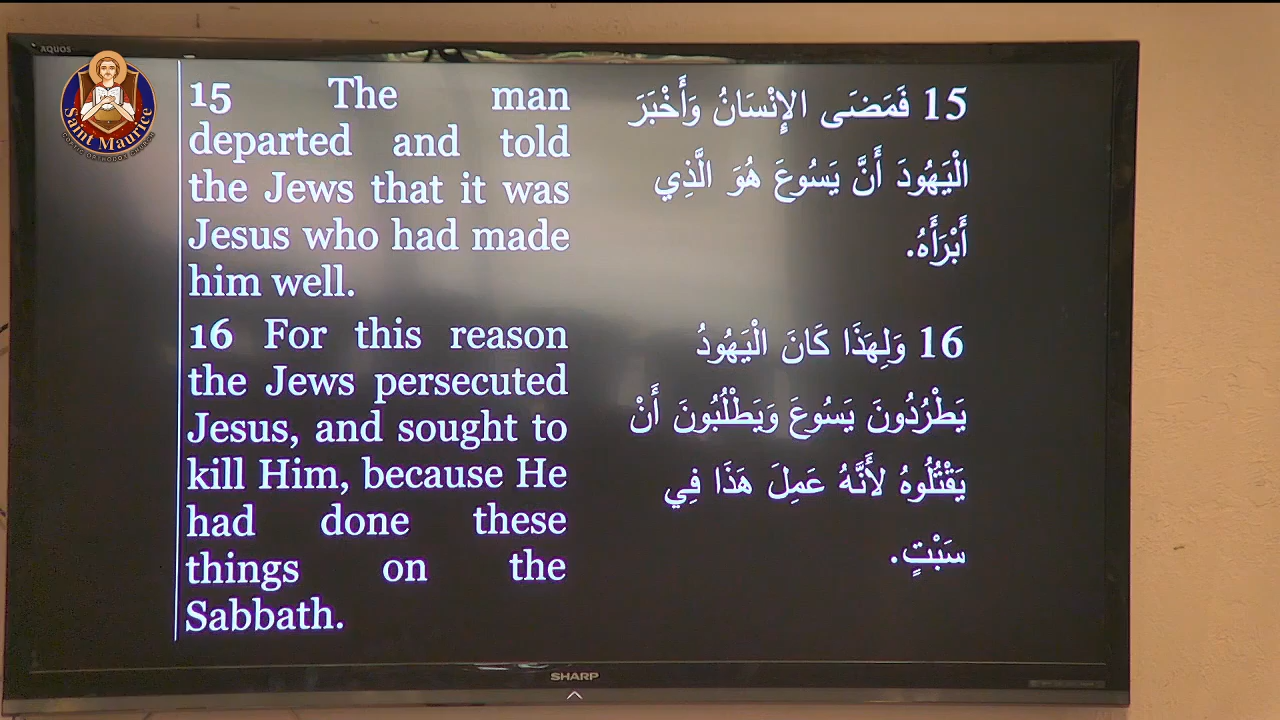 AQUOS
Saint Maurice
COPTIC ORTHODOX CHURCH
15 The man
departed and told
the Jews that it was
Jesus who had made
him well.
16 For this reason
the Jews persecuted
Jesus, and sought to
kill Him, because He
had done these
things on the
Sabbath.
15 فَمَضَى الإِنْسَانُ وَأَخْبَرَ
الْيَهُودَ أَنَّ يَسُوعَ هُوَ الَّذِي
أَبْرَأَهُ.
16 وَلِهَذَا كَانَ الْيَهُودُ
يَطْرُدُونَ يَسُوعَ وَيَطْلُبُونَ أَنْ
يَقْتُلُوهُ لأَنَّهُ عَمِلَ هَذَا فِي
سَبْتٍ.
SHARP